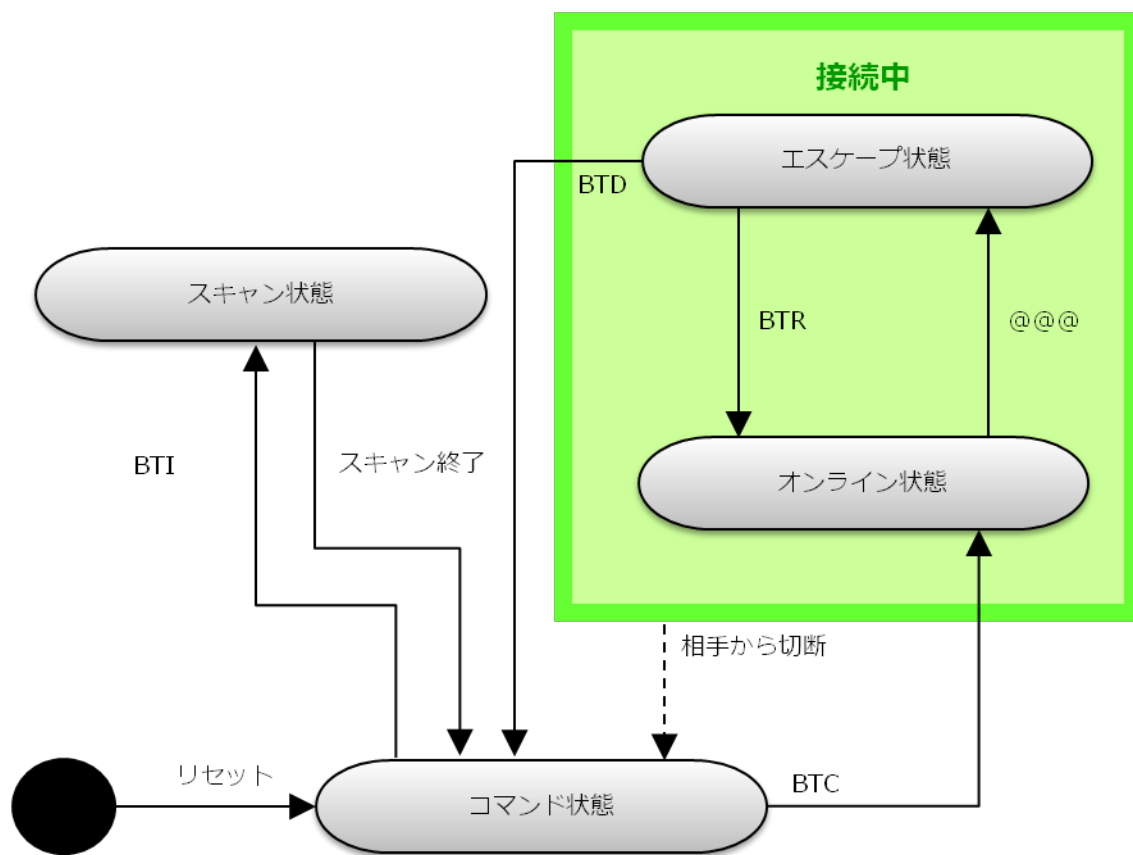 接続中
エスケープ状態
BTD
スキャン状態
BTR
@@@
BTI
スキャン終了
オンライン状態
相手から切断
リセット
コマンド状態
BTC